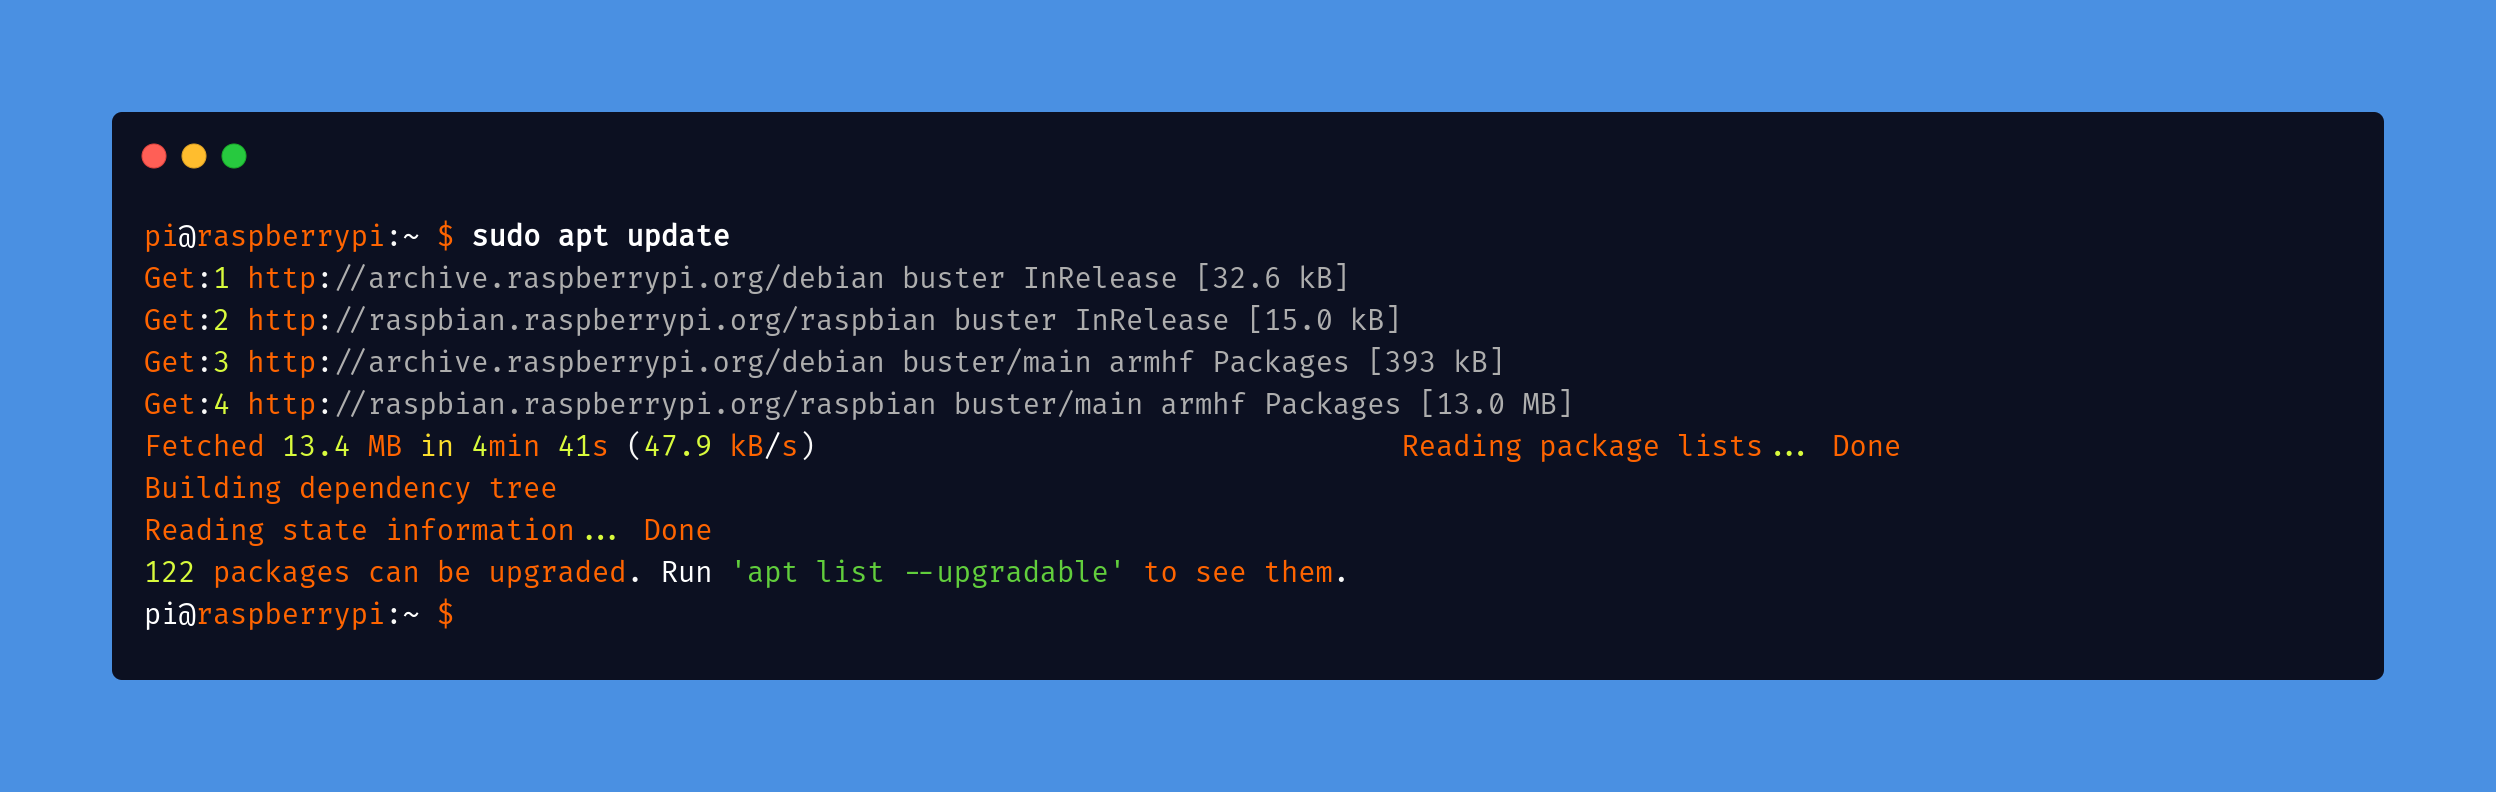 pi@raspberrypi:~ $ sudo apt update
Get:1 http://archive.raspberrypi.org/debian buster InRelease [32.6 kB]
Get:2 http://raspbian.raspberrypi.org/raspbian buster InRelease [15.0 kB]
Get:3 http://archive.raspberrypi.org/debian buster/main armhf Packages [393 kB]
Get:4 http://raspbian.raspberrypi.org/raspbian buster/main armhf Packages [13.0 MB]
Fetched 13.4 MB in 4min 41s (47.9 kB/s)                                  Reading package lists... Done
Building dependency tree
Reading state information... Done
122 packages can be upgraded. Run 'apt list --upgradable' to see them.
pi@raspberrypi:~ $